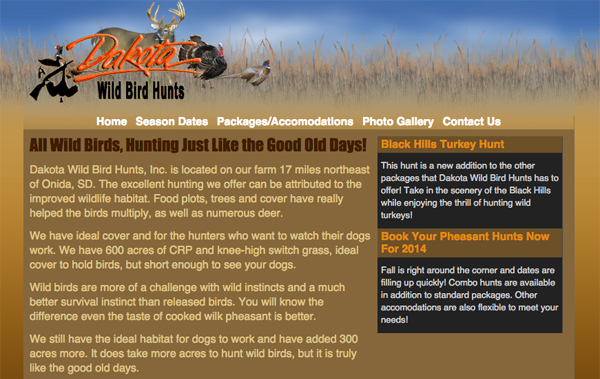 Dakota
Wild Bird Hunts
Home Season Dates Packages/Accomodations Photo Gallery Contact Us
All Wild Birds, Hunting Just Like the Good Old Days!
Dakota Wild Bird Hunts, Inc. is located on our farm 17 miles northeast
of Onida, SD. The excellent hunting we offer can be attributed to the
improved wildlife habitat. Food plots, trees and cover have really
helped the birds multiply, as well as numerous deer.
We have ideal cover and for the hunters who want to watch their dogs
work. We have 600 acres of CRP and knee-high switch grass, ideal
cover to hold birds, but short enough to see your dogs.
Wild birds are more of a challenge with wild instincts and a much
better survival instinct than released birds. You will know the
difference even the taste of cooked wilk pheasant is better.
We still have the ideal habitat for dogs to work and have added 300
acres more. It does take more acres to hunt wild birds, but it is truly
like the good old days.
Black Hills Turkey Hunt
This hunt is a new addition to the other
packages that Dakota Wild Bird Hunts has to
offer! Take in the scenery of the Black Hills
while enjoying the thrill of hunting wild
turkeys!
Book Your Pheasant Hunts Now
For 2014
Fall is right around the corner and dates are
filling up quickly! Combo hunts are available
in addition to standard packages. Other
accomodations are also flexible to meet your
needs!